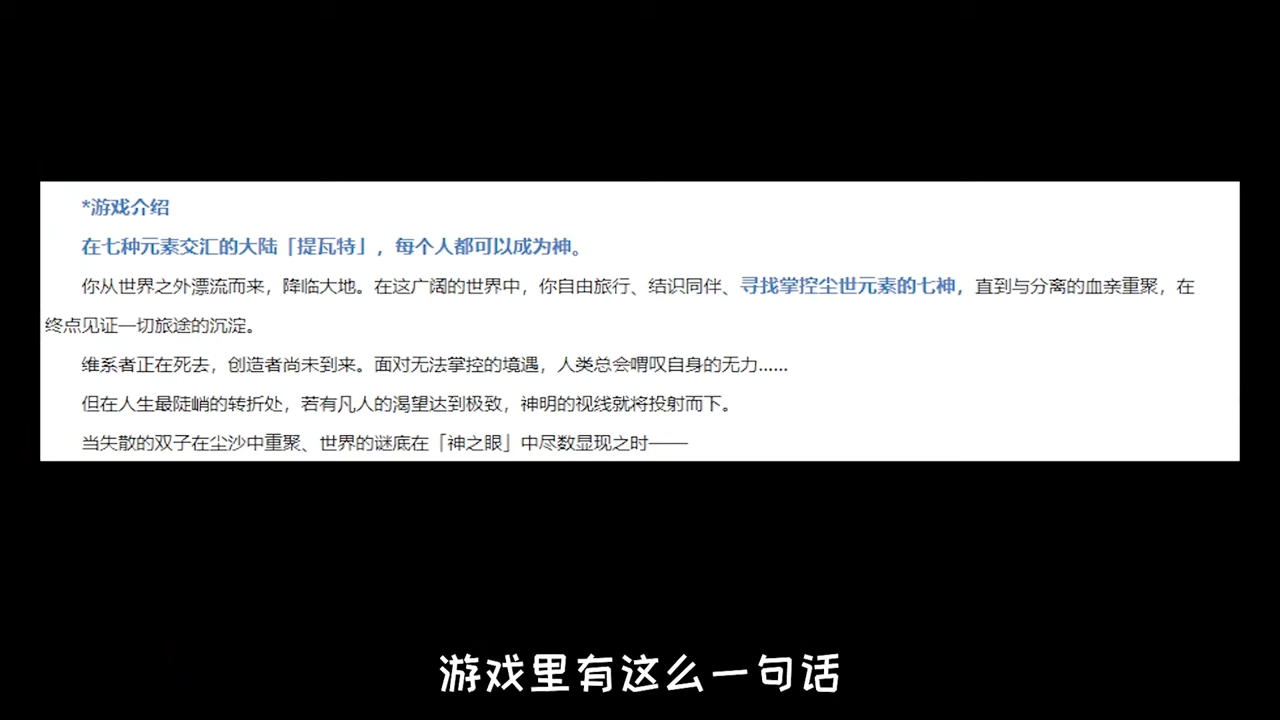 *游戏介绍
在七种元素交汇的大陆「提瓦特」，每个人都可以成为神。
你从世界之外漂流而来，降临大地。在这广阔的世界中，你自由旅行、结识同伴、寻找掌控尘世元素的七神，直到与分离的血亲重聚，在
终点见证一切旅途的沉淀。
维系者正在死去，创造者尚未到来。面对无法掌控的境遇，人类总会喟叹自身的无力……
但在人生最陡峭的转折处，若有凡人的渴望达到极致，神明的视线就将投射而下。
当失散的双子在尘沙中重聚、世界的谜底在「神之眼」中尽数显现之时——
游戏里有这么一句话